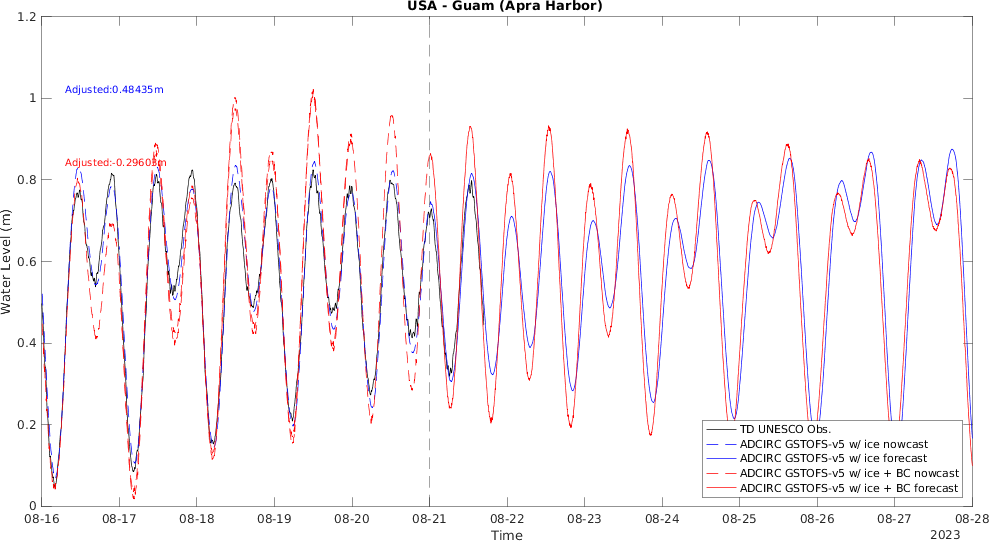 USA - Guam (Apra Harbor)
1.2
1
0.8
0.6
0.4
0.2
0
Water Level (m)
Adjusted:0.48435m
Adjusted:-0.29603m
TD UNESCO Obs.
ADCIRC GSTOFS-v5 w/ ice nowcast
ADCIRC GSTOFS-v5 w/ ice forecast
ADCIRC GSTOFS-v5 w/ ice + BC nowcast
ADCIRC GSTOFS-v5 w/ ice + BC forecast
08-16 08-17 08-18 08-19 08-20 08-21 08-22 08-23 08-24 08-25 08-26 08-27 08-28
Time
2023